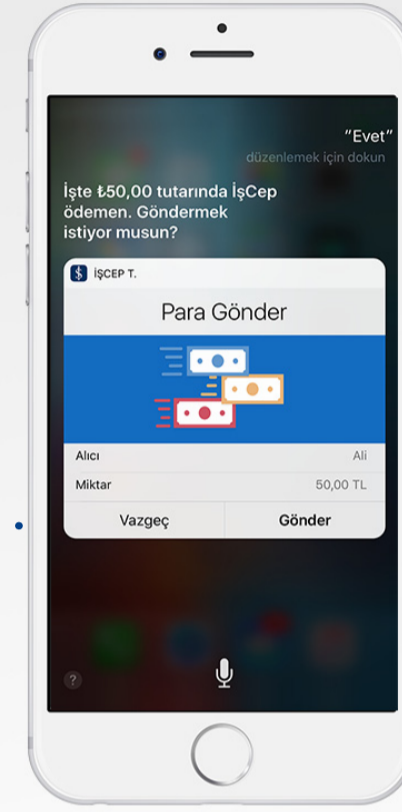 "Evet"
düzenlemek için dokun
İşte ₺50,00 tutarında İşCep
ödemen. Göndermek
istiyor musun?
İŞCEP T.
Para Gönder
Alıcı Ali
Miktar 50,00 TL
Vazgeç Gönder
?